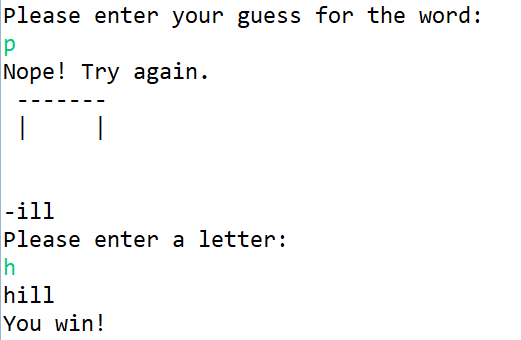 Please enter your guess for the word:
p
Nope! Try again.
-------
|    |
-ill
Please enter a letter:
h
hill
You win!